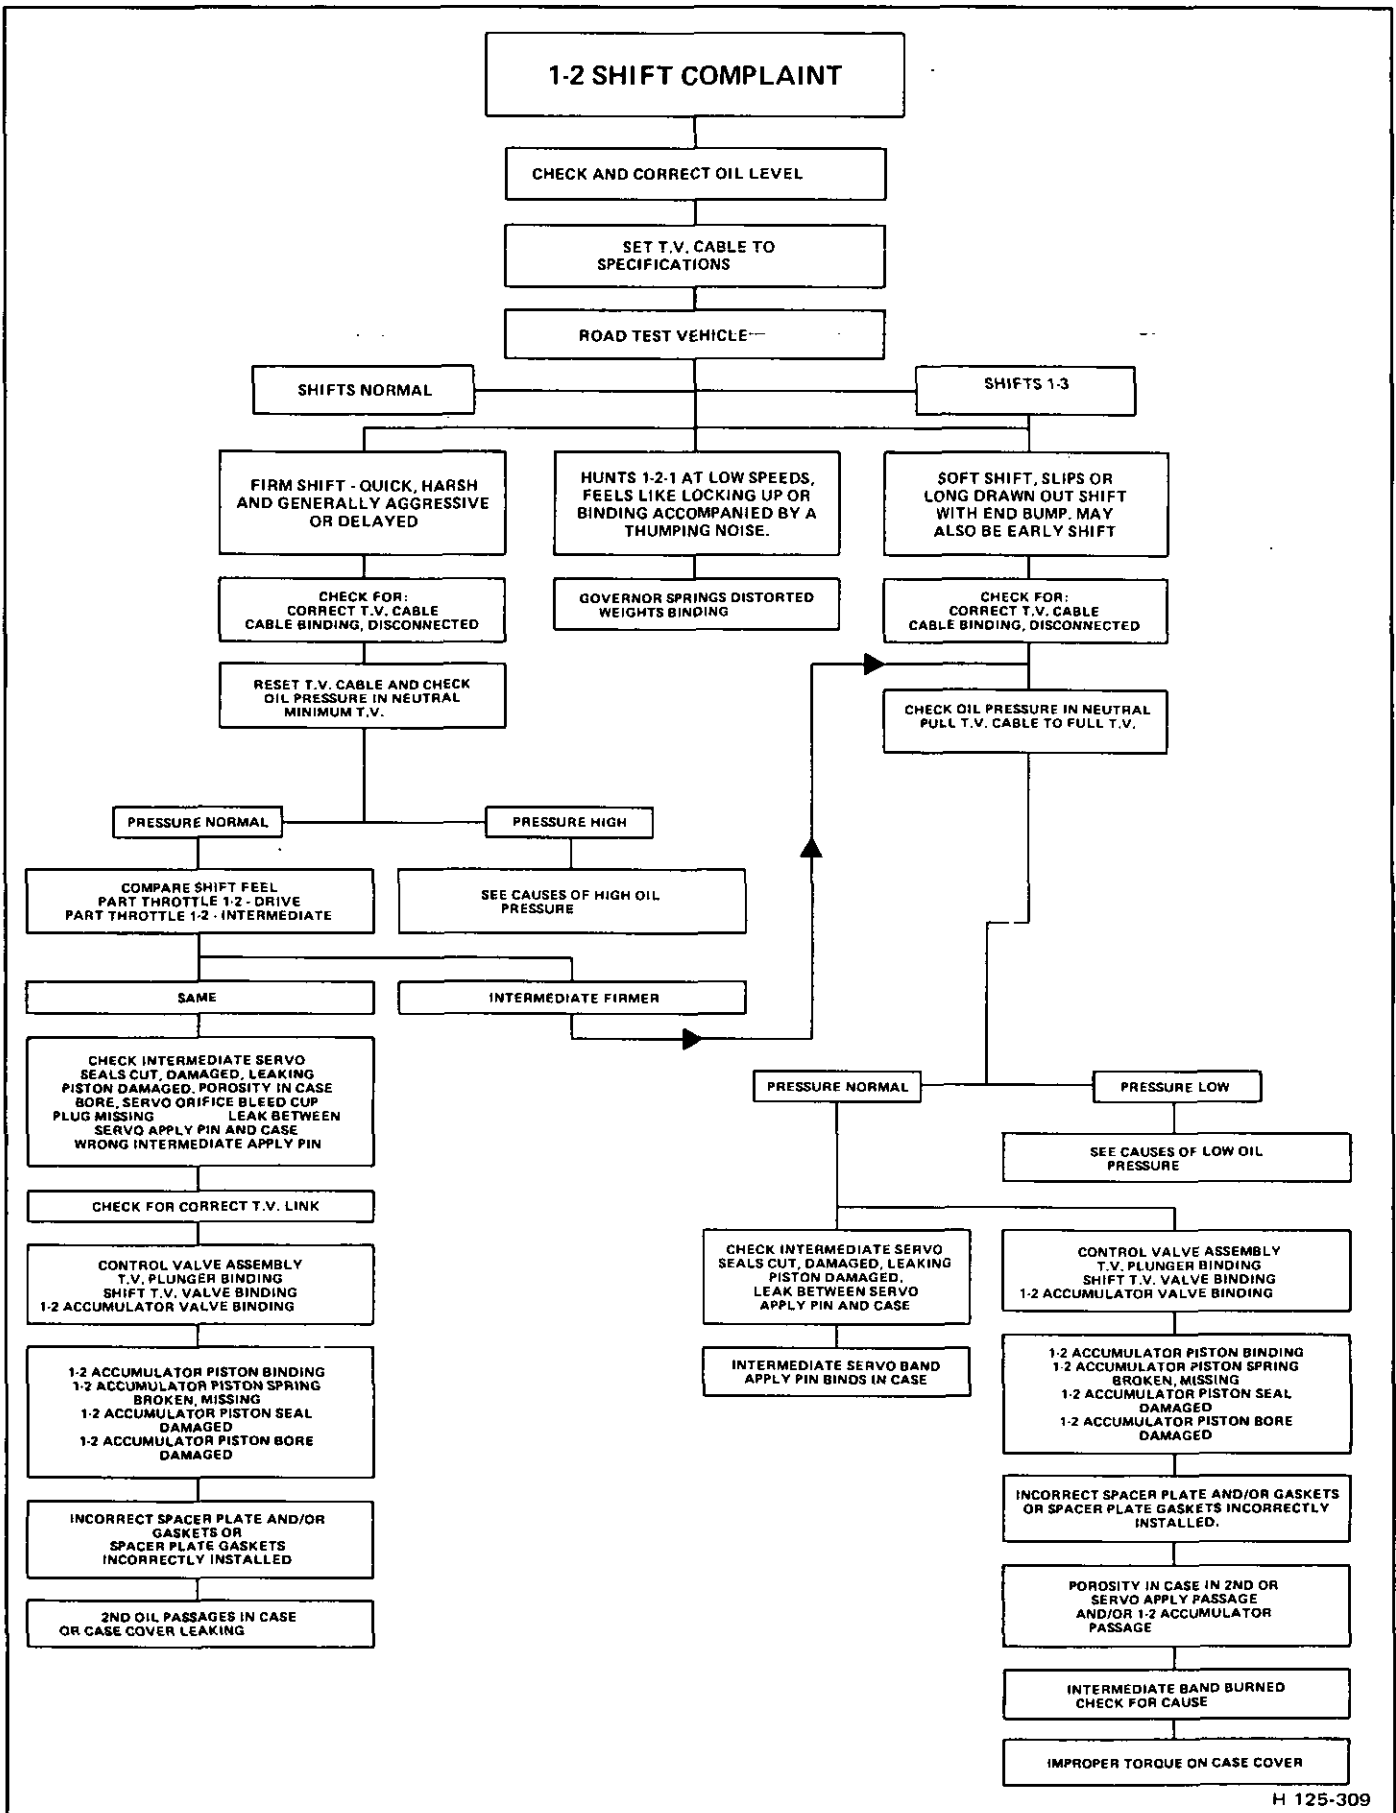 1-2 SHIFT COMPLAINT
CHECK AND CORRECT OIL LEVEL
SET T.V. CABLE TO
SPECIFICATIONS
ROAD TEST VEHICLE
SHIFTS NORMAL
SHIFTS 1-3
FIRM SHIFT - QUICK, HARSH
AND GENERALLY AGGRESSIVE
OR DELAYED
HUNTS 1-2-1 AT LOW SPEEDS,
FEELS LIKE LOCKING UP OR
BINDING ACCOMPANIED BY A
THUMPING NOISE.
SOFT SHIFT, SLIPS OR
LONG DRAWN OUT SHIFT
WITH END BUMP. MAY
ALSO BE EARLY SHIFT
CHECK FOR:
CORRECT T.V. CABLE
CABLE BINDING, DISCONNECTED
GOVERNOR SPRINGS DISTORTED
WEIGHTS BINDING
CHECK FOR:
CORRECT T.V. CABLE
CABLE BINDING, DISCONNECTED
RESET T.V. CABLE AND CHECK
OIL PRESSURE IN NEUTRAL
MINIMUM T.V.
CHECK OIL PRESSURE IN NEUTRAL
PULL T.V. CABLE TO FULL T.V.
PRESSURE NORMAL
PRESSURE HIGH
COMPARE SHIFT FEEL
PART THROTTLE 1-2 - DRIVE
PART THROTTLE 1-2 - INTERMEDIATE
SEE CAUSES OF HIGH OIL
PRESSURE
SAME
INTERMEDIATE FIRMER
CHECK INTERMEDIATE SERVO
SEALS CUT, DAMAGED, LEAKING
PISTON DAMAGED. POROSITY IN CASE
BORE, SERVO ORIFICE BLEED CUP
PLUG MISSING LEAK BETWEEN
SERVO APPLY PIN AND CASE
WRONG INTERMEDIATE APPLY PIN
CHECK FOR CORRECT T.V. LINK
CONTROL VALVE ASSEMBLY
T.V. PLUNGER BINDING
SHIFT T.V. VALVE BINDING
1-2 ACCUMULATOR VALVE BINDING
1-2 ACCUMULATOR PISTON BINDING
1-2 ACCUMULATOR PISTON SPRING
BROKEN, MISSING
1-2 ACCUMULATOR PISTON SEAL
DAMAGED
1-2 ACCUMULATOR PISTON BORE
DAMAGED
INCORRECT SPACER PLATE AND/OR
GASKETS OR
SPACER PLATE GASKETS
INCORRECTLY INSTALLED
2ND OIL PASSAGES IN CASE
OR CASE COVER LEAKING
PRESSURE NORMAL
PRESSURE LOW
SEE CAUSES OF LOW OIL
PRESSURE
CHECK INTERMEDIATE SERVO
SEALS CUT, DAMAGED, LEAKING
PISTON DAMAGED.
LEAK BETWEEN SERVO
APPLY PIN AND CASE
INTERMEDIATE SERVO BAND
APPLY PIN BINDS IN CASE
CONTROL VALVE ASSEMBLY
T.V. PLUNGER BINDING
SHIFT T.V. VALVE BINDING
1-2 ACCUMULATOR VALVE BINDING
1-2 ACCUMULATOR PISTON BINDING
1-2 ACCUMULATOR PISTON SPRING
BROKEN, MISSING
1-2 ACCUMULATOR PISTON SEAL
DAMAGED
1-2 ACCUMULATOR PISTON BORE
DAMAGED
INCORRECT SPACER PLATE AND/OR GASKETS
OR SPACER PLATE GASKETS INCORRECTLY
INSTALLED.
POROSITY IN CASE IN 2ND OR
SERVO APPLY PASSAGE
AND/OR 1-2 ACCUMULATOR
PASSAGE
INTERMEDIATE BAND BURNED
CHECK FOR CAUSE
IMPROPER TORQUE ON CASE COVER
H 125-309